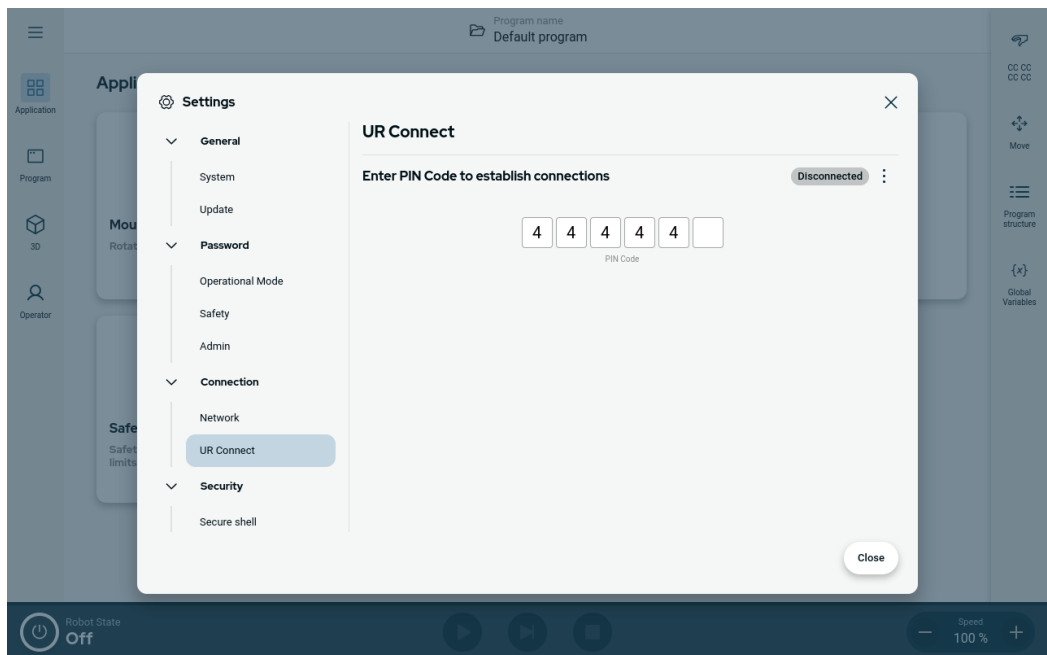 Program name
Default program
Application
Program
3D
Operator
Appli
Mou
Rotat
Safe
Safet
limits
Settings
General
System
Update
Password
Operational Mode
Safety
Admin
Connection
Network
UR Connect
Security
Secure shell
UR Connect
Enter PIN Code to establish connections
Disconnected
4 4 4 4 4
PIN Code
Close
CC CC
CC CC
Move
Program
structure
{x}
Global
Variables
Robot State
Off
Speed
100 %